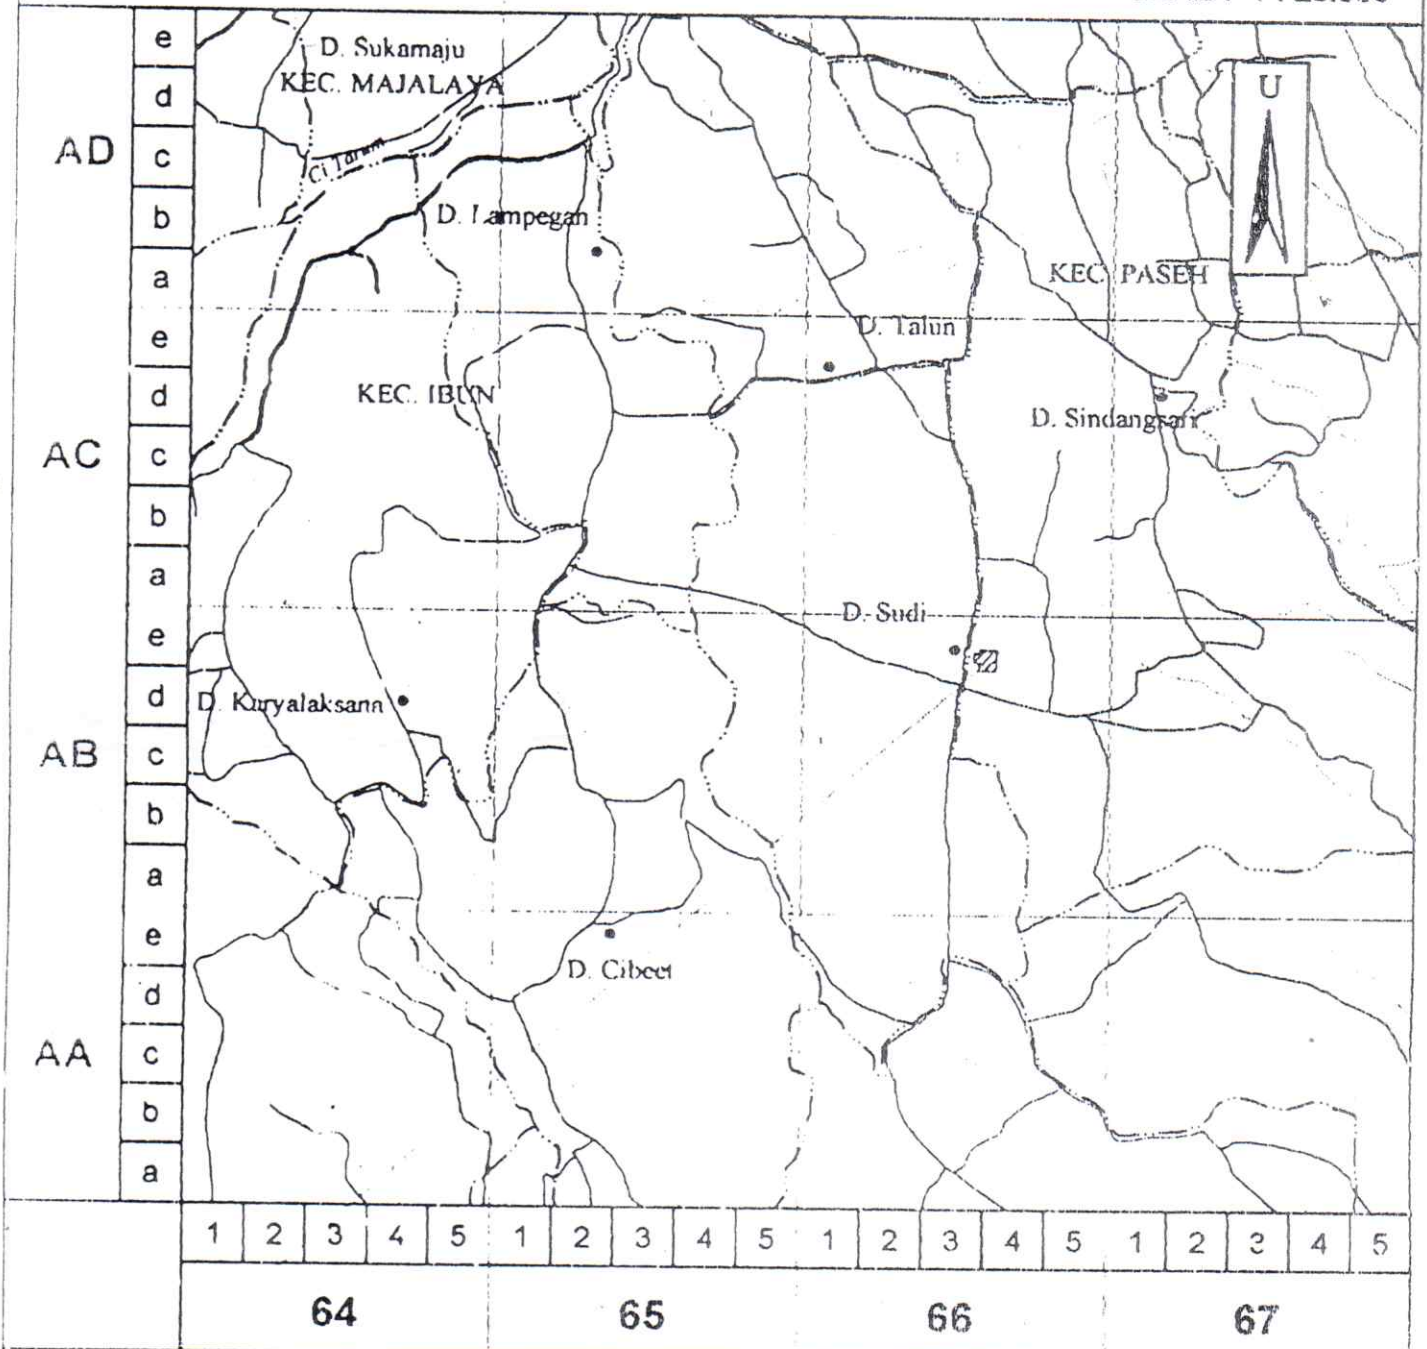 e
D. Sukamaju
KEC. MAJALAYA
d
U
AD
c
Ci Tarum
b
D. Lampegan
a
KEC. PASEH
e
D. Talun
d
KEC. IBUN
D. Sindangsari
AC
c
b
a
D. Sudi
e
d
D. Karyalaksana
AB
c
b
a
e
D. Cibeet
d
AA
c
b
a
1 2 3 4 5 1 2 3 4 5 1 2 3 4 5 1 2 3 4 5
64 65 66 67